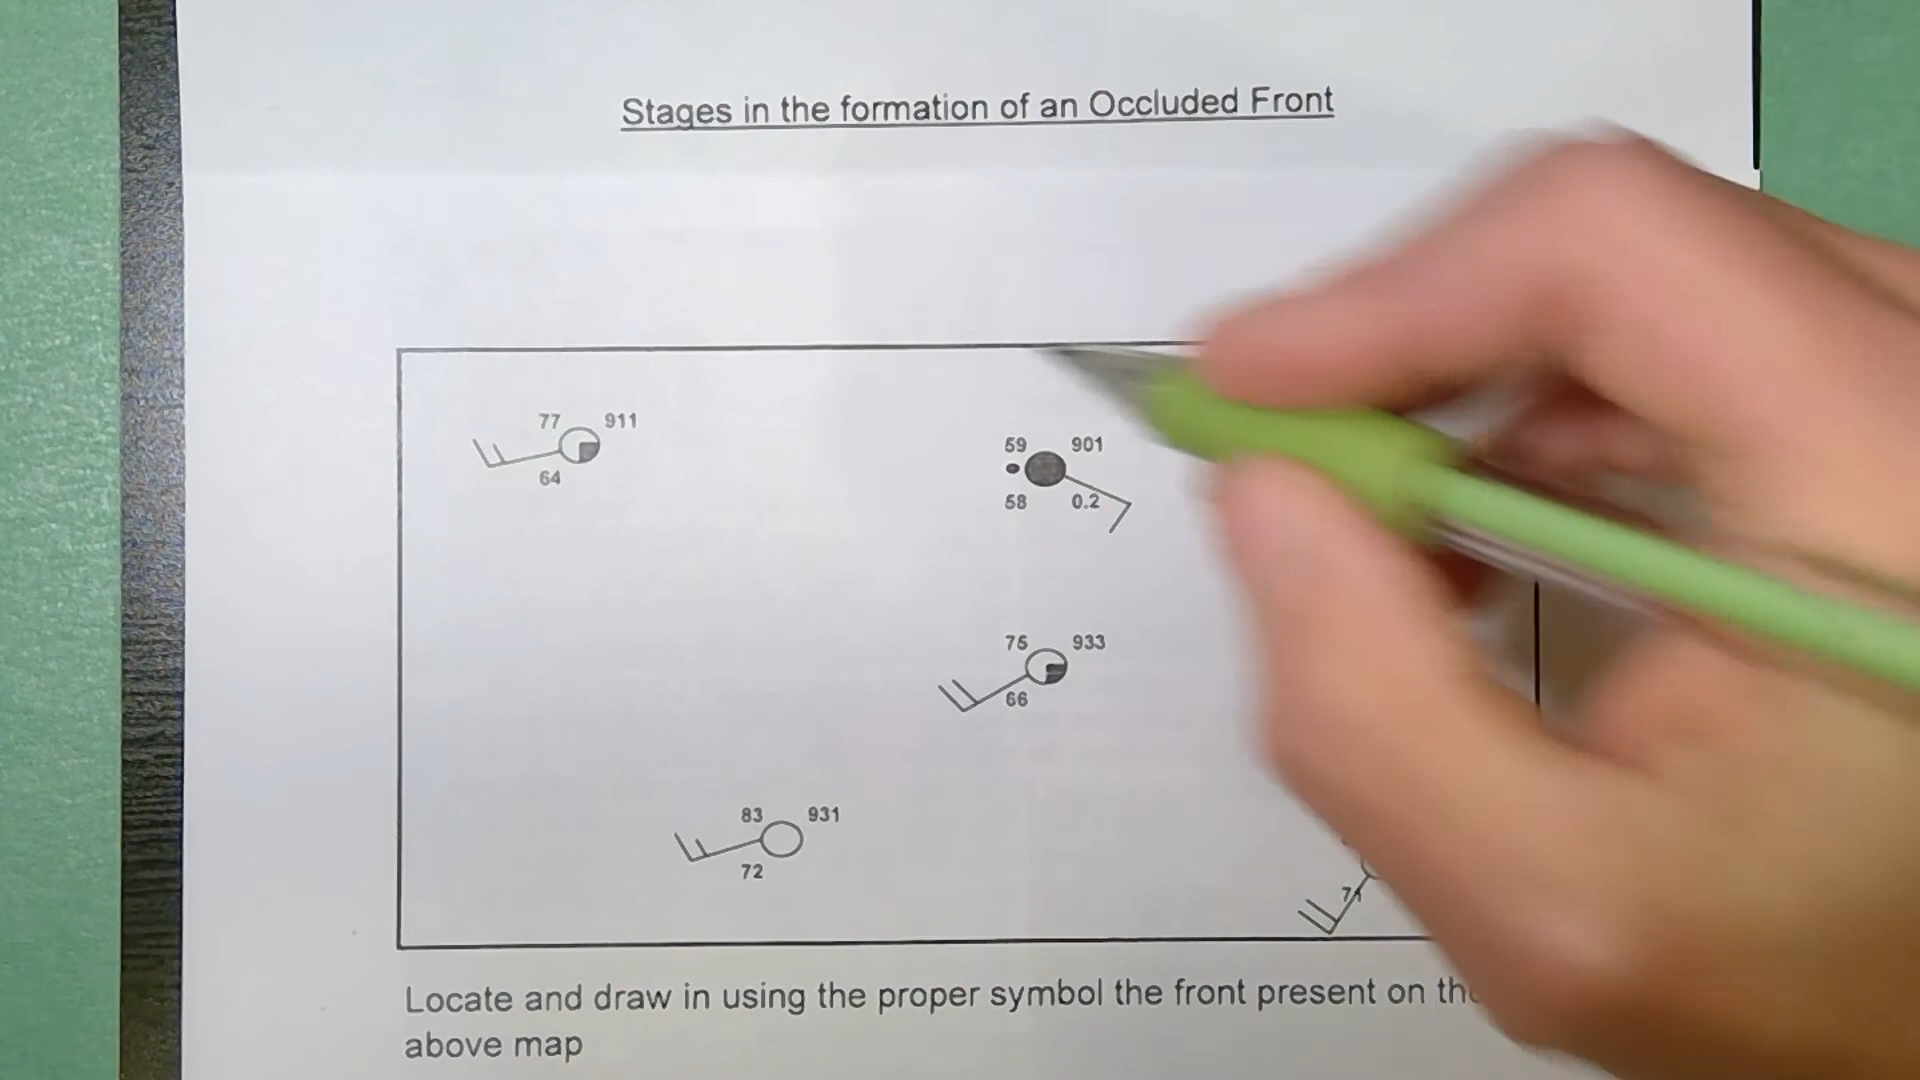 Stages in the formation of an Occluded Front
77 911
64
59 901
58 0.2
75 933
66
83 931
72
Locate and draw in using the proper symbol the front present on the
above map